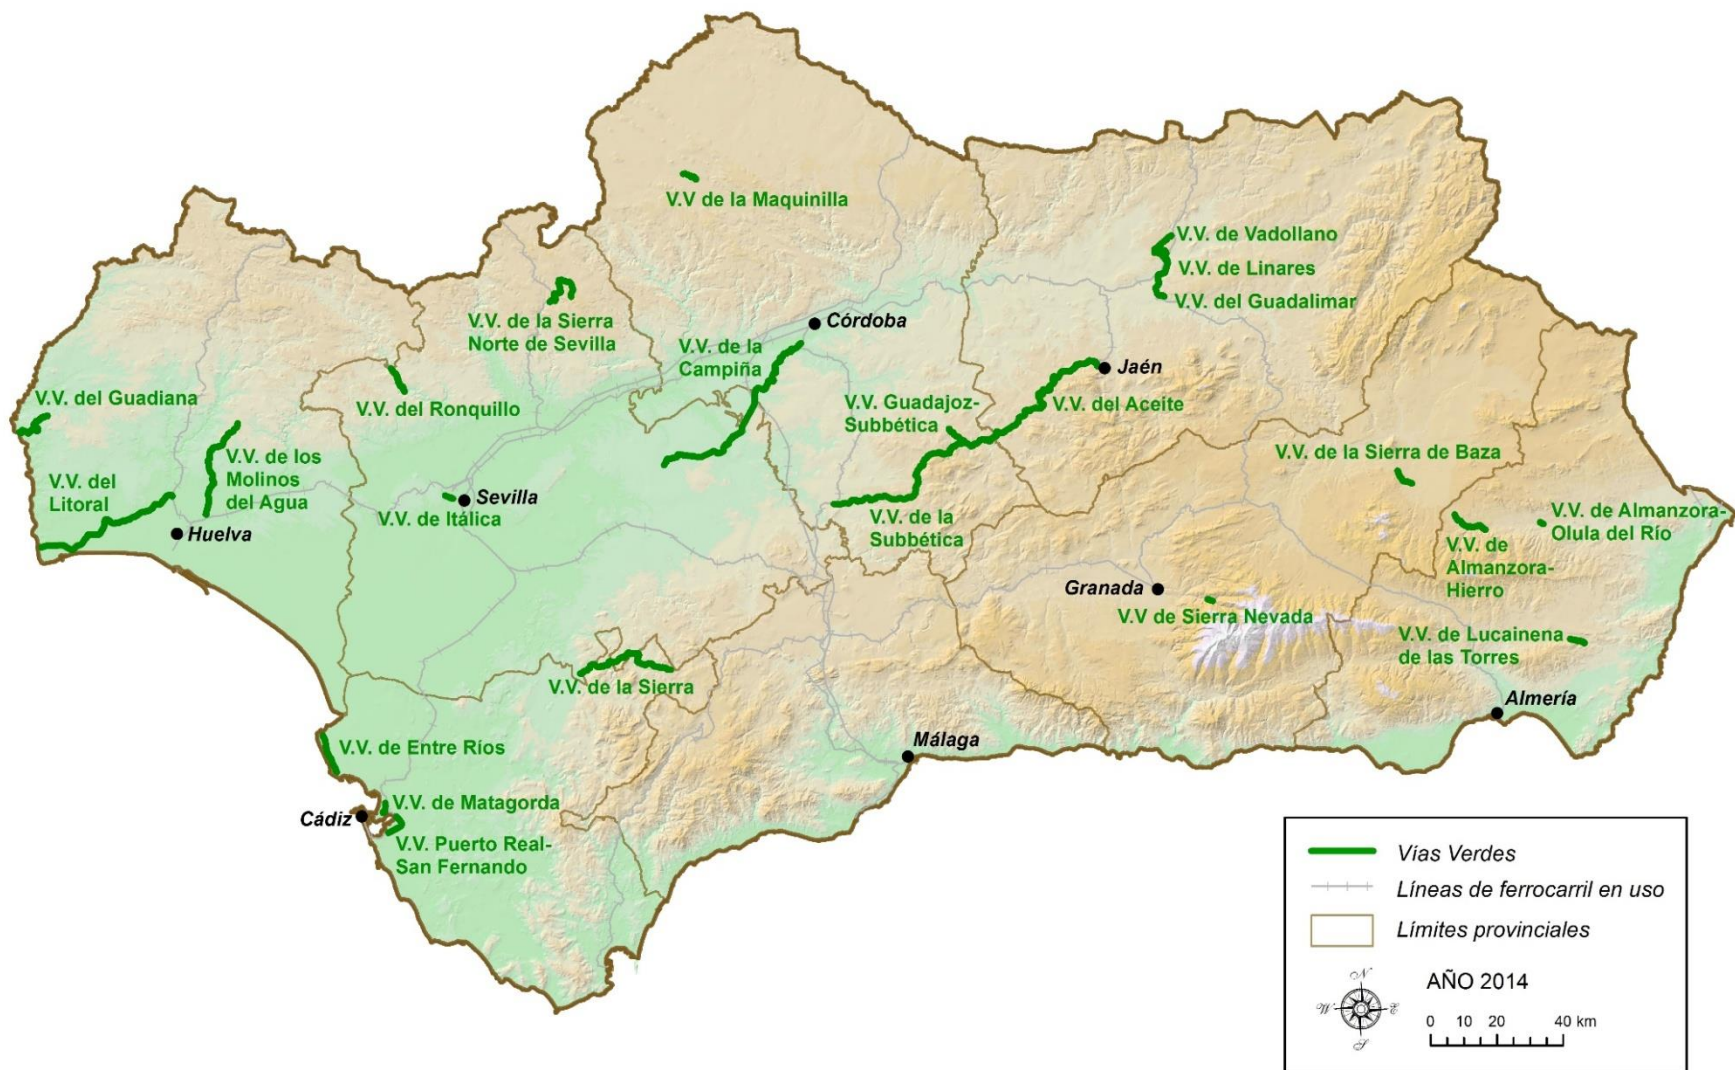 V.V de la Maquinilla
V.V. de Vadollano
V.V. de Linares
V.V. del Guadalimar
V.V. de la Sierra
Norte de Sevilla
Córdoba
V.V. de la
Campiña
Jaén
V.V. del Guadiana
V.V. del Ronquillo
V.V. Guadajoz-
Subbética
V.V. del Aceite
V.V. de los
Molinos
del Agua
V.V. del
Litoral
V.V. de la Sierra de Baza
Sevilla
V.V. de Itálica
Huelva
V.V. de la
Subbética
V.V. de Almanzora-
Olula del Río
V.V. de
Almanzora-
Hierro
Granada
V.V de Sierra Nevada
V.V. de Lucainena
de las Torres
V.V. de la Sierra
Almería
V.V. de Entre Ríos
Málaga
V.V. de Matagorda
Cádiz
V.V. Puerto Real-
San Fernando
Vías Verdes
Líneas de ferrocarril en uso
Límites provinciales
N
W
E
S
AÑO 2014
0 10 20 40 km